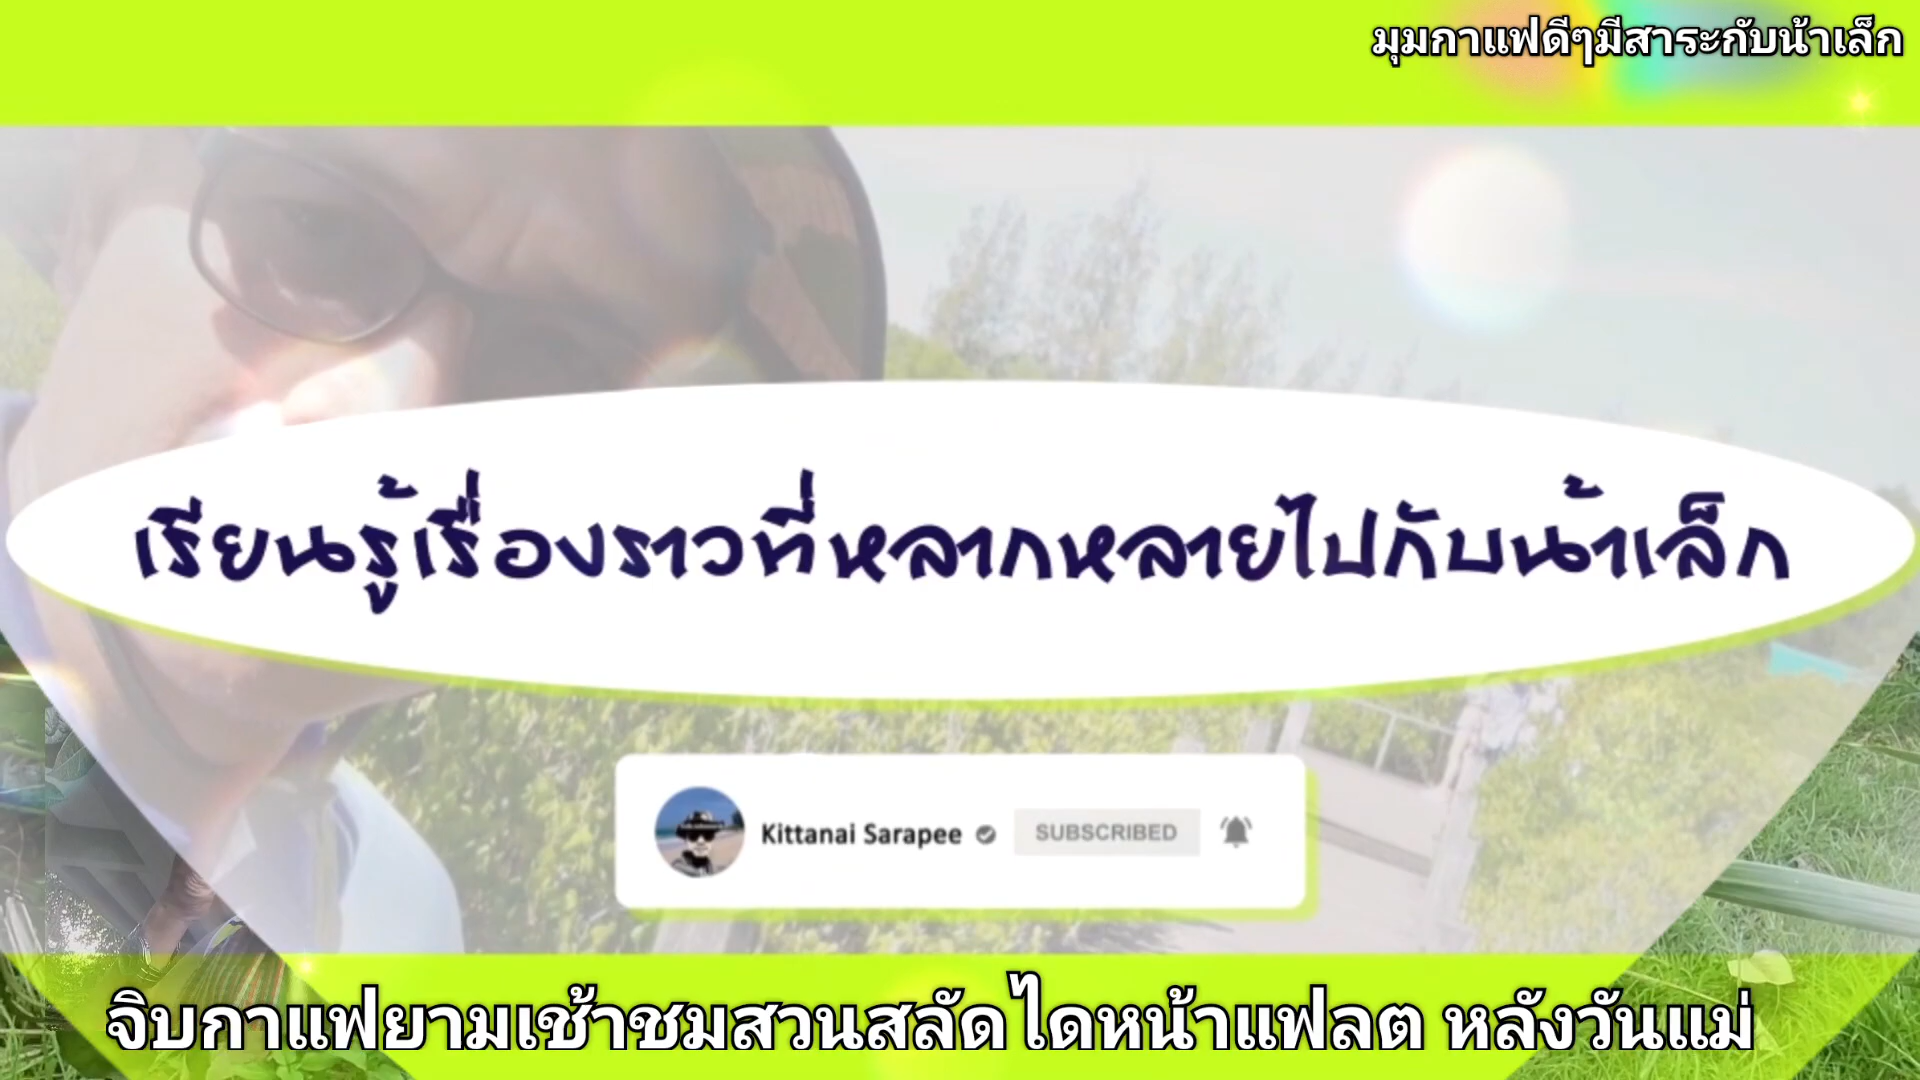 มุมกาแฟดีๆมีสาระกับน้าเล็ก
เรียนรู้เรื่องราวที่หลากหลายไปกับน้าเล็ก
Kittanai Sarapee SUBSCRIBED
จิบกาแฟยามเช้าชมสวนสลัดไดหน้าแฟลต หลังวันแม่